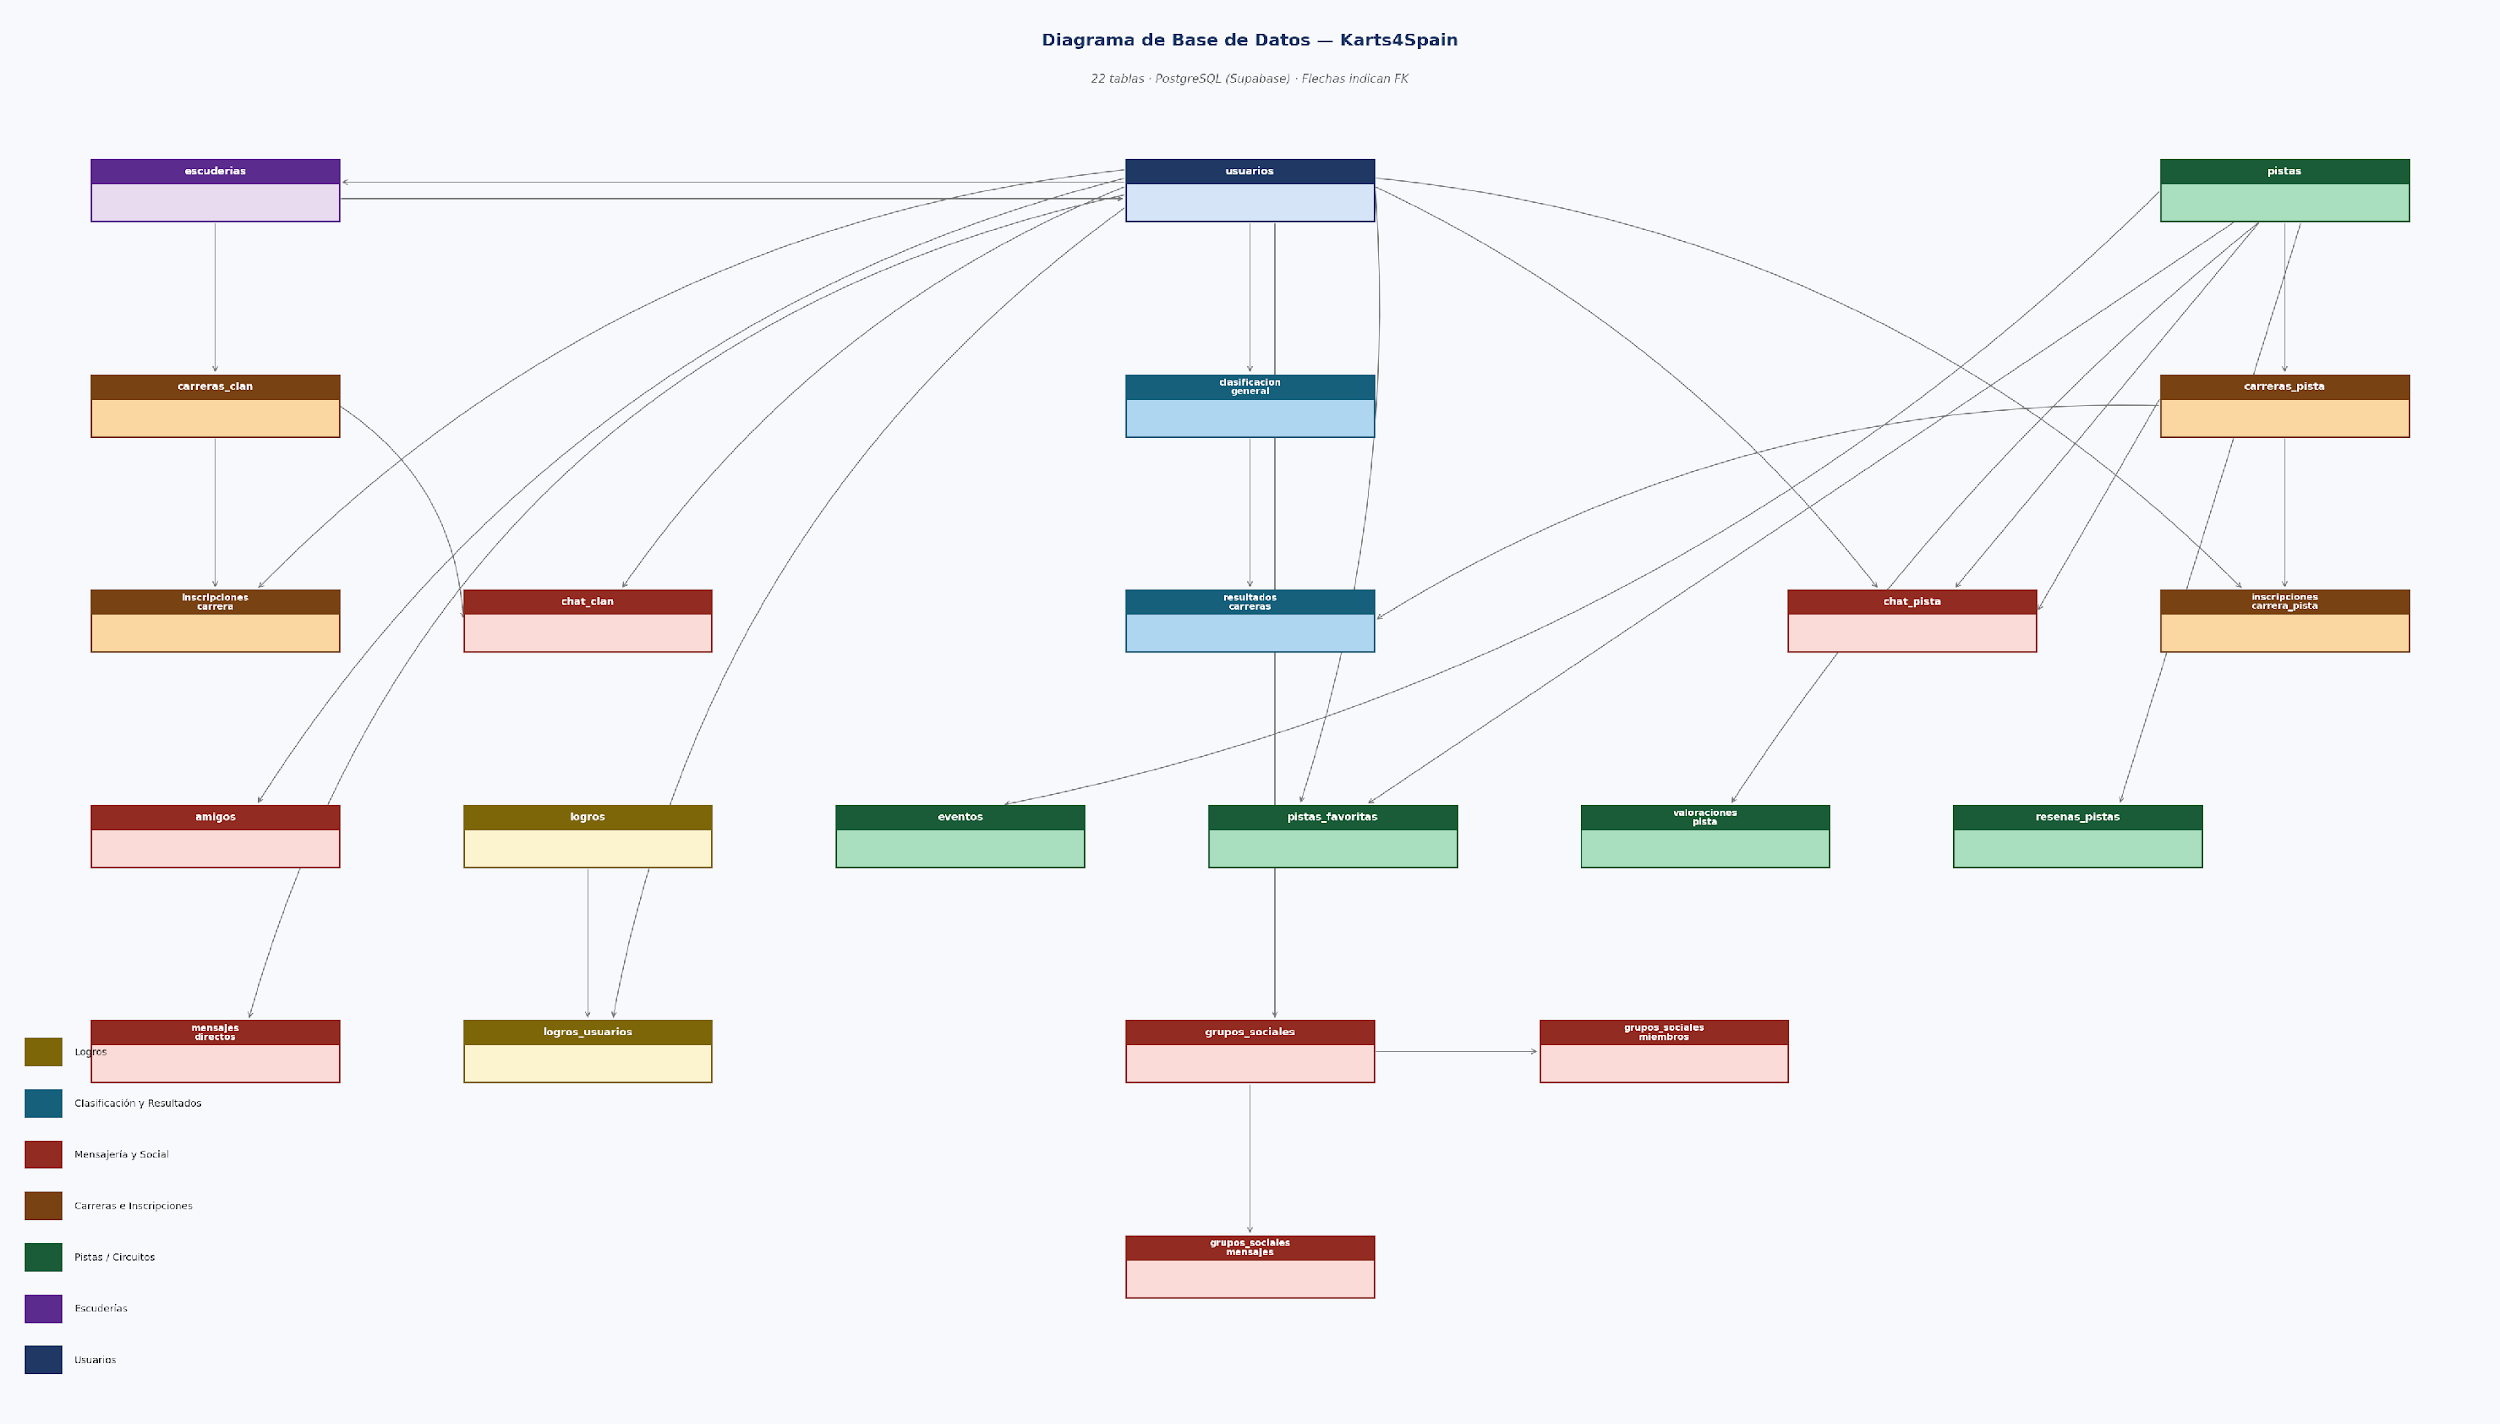 Diagrama de Base de Datos — Karts4Spain
22 tablas · PostgreSQL (Supabase) · Flechas indican FK
escuderias
usuarios
pistas
carreras_clan
clasificacion
general
carreras_pista
inscripciones
carrera
chat_clan
resultados
carreras
chat_pista
inscripciones
carrera_pista
amigos
logros
eventos
pistas_favoritas
valoraciones
pista
resenas_pistas
mensajes
directos
logros_usuarios
grupos_sociales
grupos_sociales
miembros
grupos_sociales
mensajes
Logros
Clasificación y Resultados
Mensajería y Social
Carreras e Inscripciones
Pistas / Circuitos
Escuderías
Usuarios